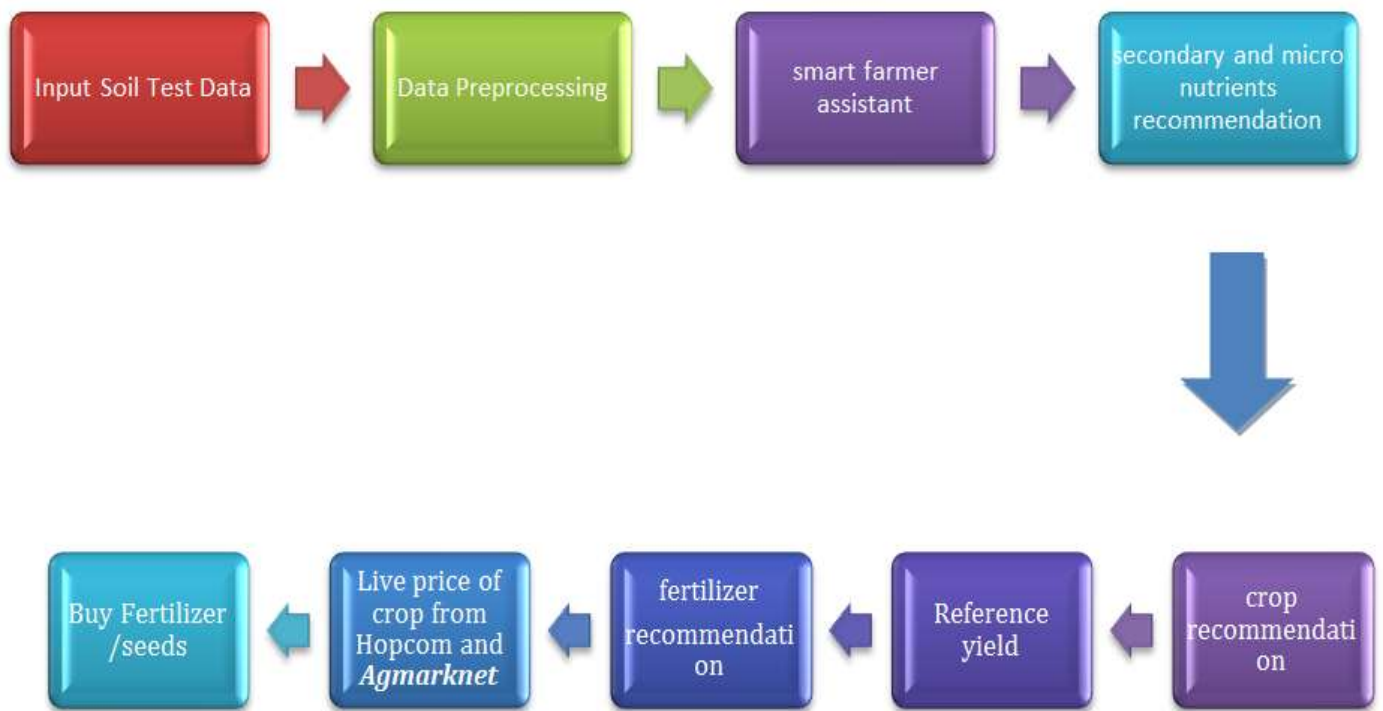 Input Soil Test Data
Data Preprocessing
smart farmer
assistant
secondary and micro
nutrients
recommendation
crop
recommendati
on
Reference
yield
fertilizer
recommendati
on
Live price of
crop from
Hopcom and
Agmarknet
Buy Fertilizer
/seeds